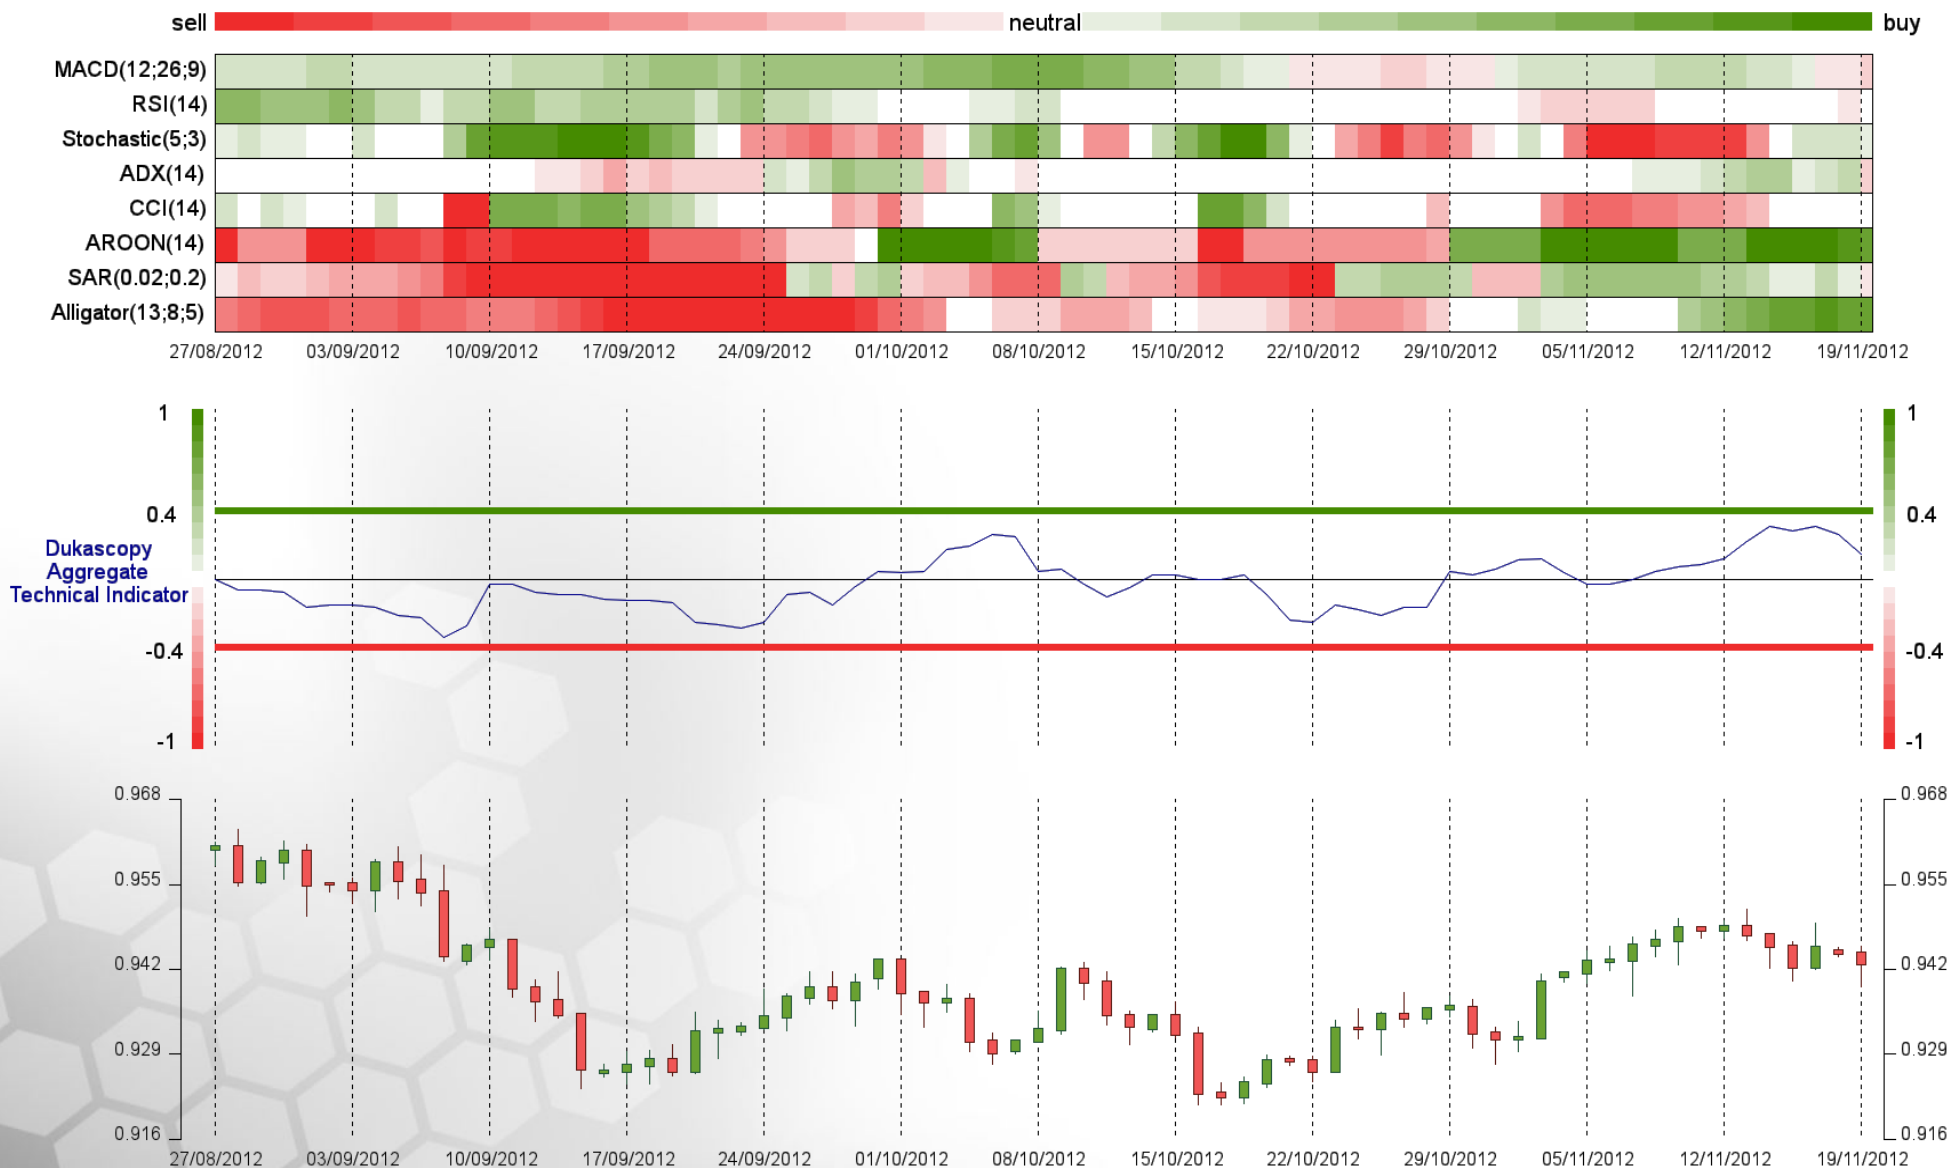 sell neutral buy
MACD(12;26;9)
RSI(14)
Stochastic(5;3)
ADX(14)
CCI(14)
AROON(14)
SAR(0.02;0.2)
Alligator(13;8;5)
27/08/2012 03/09/2012 10/09/2012 17/09/2012 24/09/2012 01/10/2012 08/10/2012 15/10/2012 22/10/2012 29/10/2012 05/11/2012 12/11/2012 19/11/2012
1 1
0.4 0.4
Dukascopy
Aggregate
Technical Indicator
-0.4 -0.4
-1 -1
0.968 0.968
0.955 0.955
0.942 0.942
0.929 0.929
0.916 0.916
27/08/2012 03/09/2012 10/09/2012 17/09/2012 24/09/2012 01/10/2012 08/10/2012 15/10/2012 22/10/2012 29/10/2012 05/11/2012 12/11/2012 19/11/2012